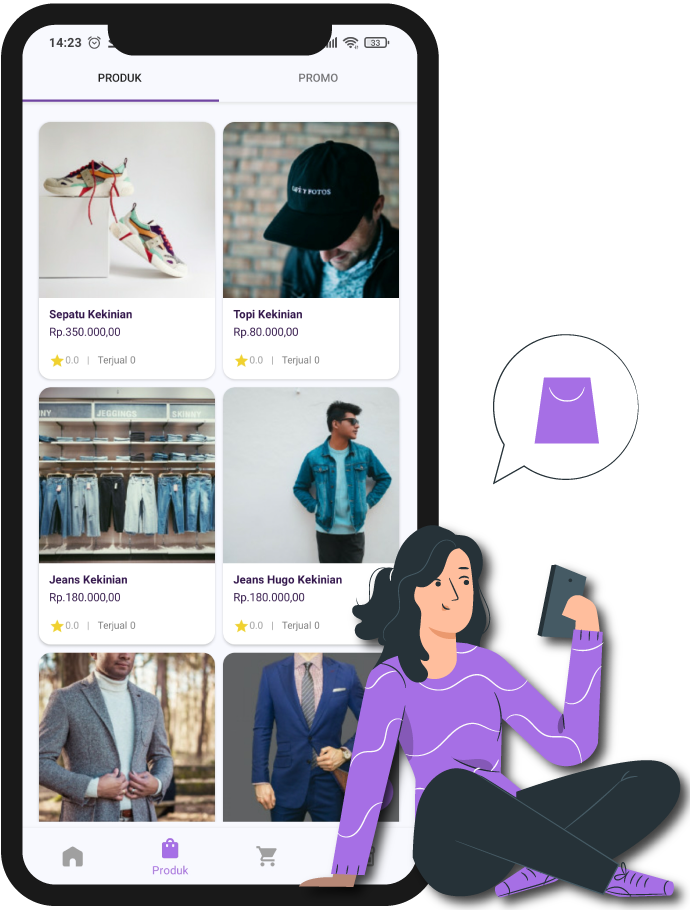 14:23
33
PRODUK
PROMO
CAFÉ Y FOTOS
Sepatu Kekinian
Rp.350.000,00
0.0 | Terjual 0
Topi Kekinian
Rp.80.000,00
0.0 | Terjual 0
JEGGINGS
SKINNY
Jeans Kekinian
Rp.180.000,00
0.0 | Terjual 0
Jeans Hugo Kekinian
Rp.180.000,00
0.0 | Terjual 0
Produk